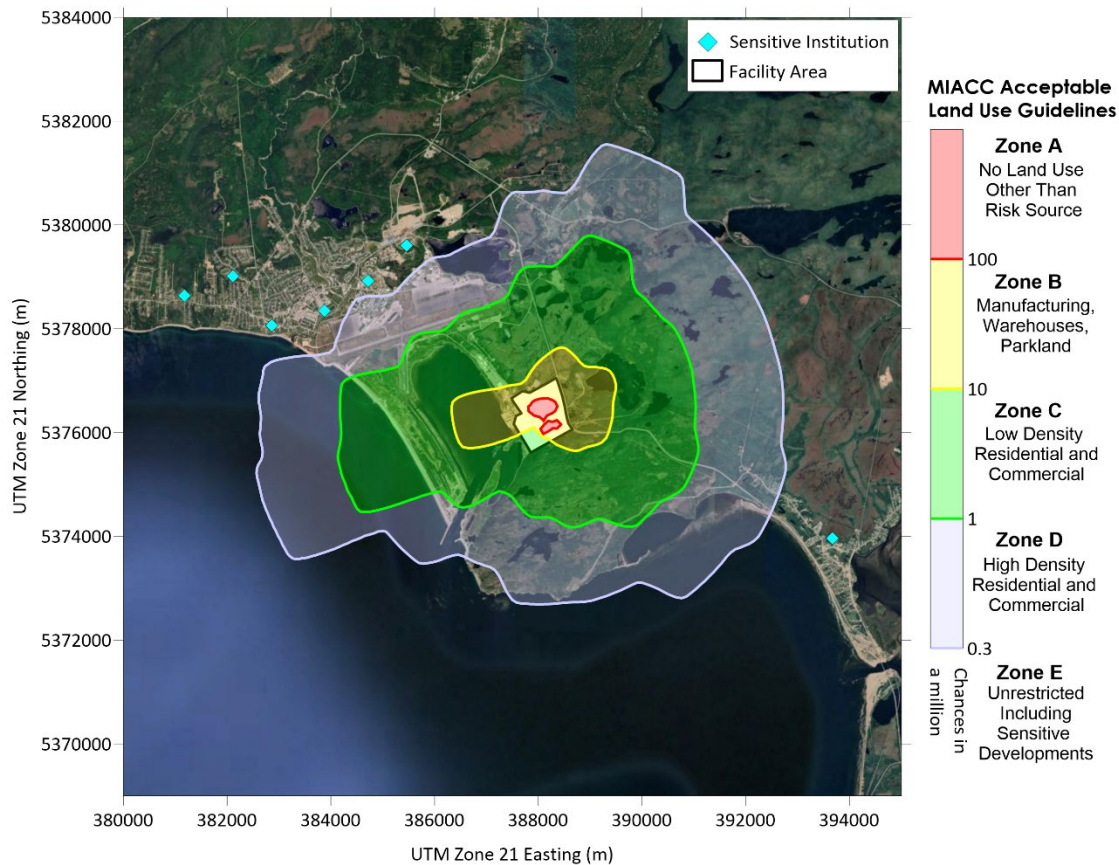 Sensitive Institution
Facility Area
MIACC Acceptable
Land Use Guidelines
Zone A
No Land Use
Other Than
Risk Source
100
Zone B
Manufacturing,
Warehouses,
Parkland
10
Zone C
Low Density
Residential and
Commercial
1
Zone D
High Density
Residential and
Commercial
0.3
Zone E
Unrestricted
Including
Sensitive
Developments
Chances in
a million
UTM Zone 21 Northing (m)
5384000
5382000
5380000
5378000
5376000
5374000
5372000
5370000
380000 382000 384000 386000 388000 390000 392000 394000
UTM Zone 21 Easting (m)